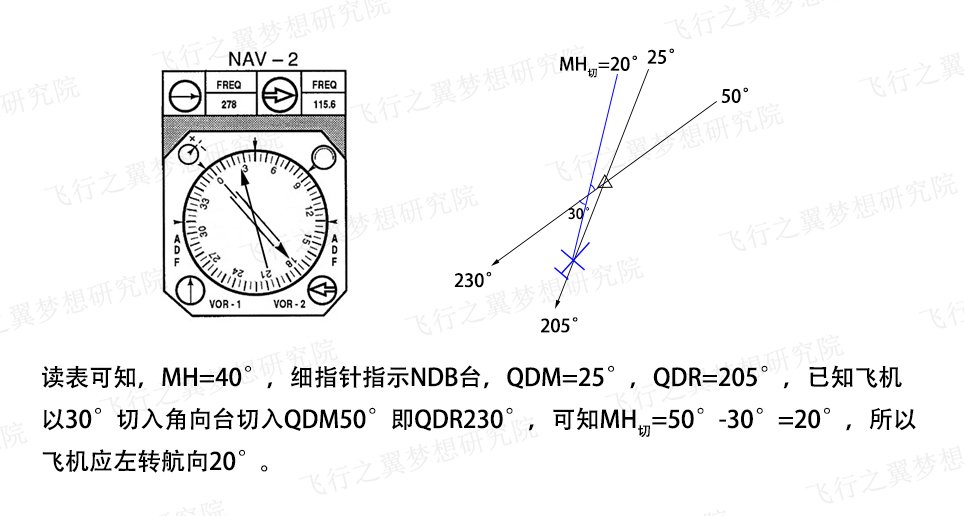 NAV – 2
FREQ
278
FREQ
115.6
0
3
6
9
12
15
18
21
24
27
30
33
ADF
ADF
VOR - 1
VOR - 2
MH切=20°
25°
50°
30°
230°
205°
读表可知，MH=40°，细指针指示NDB台，QDM=25°，QDR=205°，已知飞机
以30°切入角向台切入QDM50°即QDR230°，可知MH切=50°-30°=20°，所以
飞机应左转航向20°。
飞行之翼梦想研究院